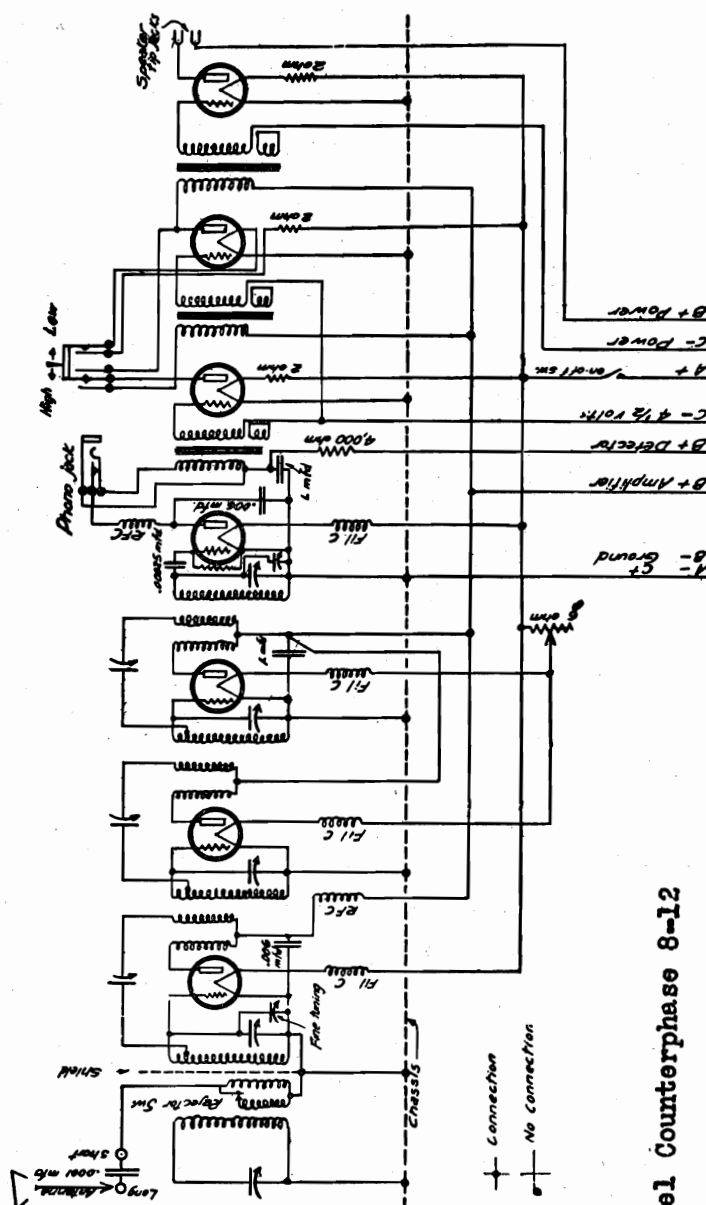 Speaker
Tip Jacks
2 ohm
2 ohm
High Low
2 ohm
Phono jack
RFC
.006 mfd.
.00025 mfd
1 mfd
4,000 ohm
Fil C
B+ Power
C- Power
A+ on-off sw.
C- 4 1/2 volts
B+ Detector
B+ Amplifier
A- C+
B- Ground
1 mfd
Fil C
ohm
Fil C
RFC
.006
mfd
Fil C
Fine tuning
Shield
Rejector Sw.
Chassis
Short
.0001 mfd
Antenna
Long
Connection
No connection
el Counterphase 8-12